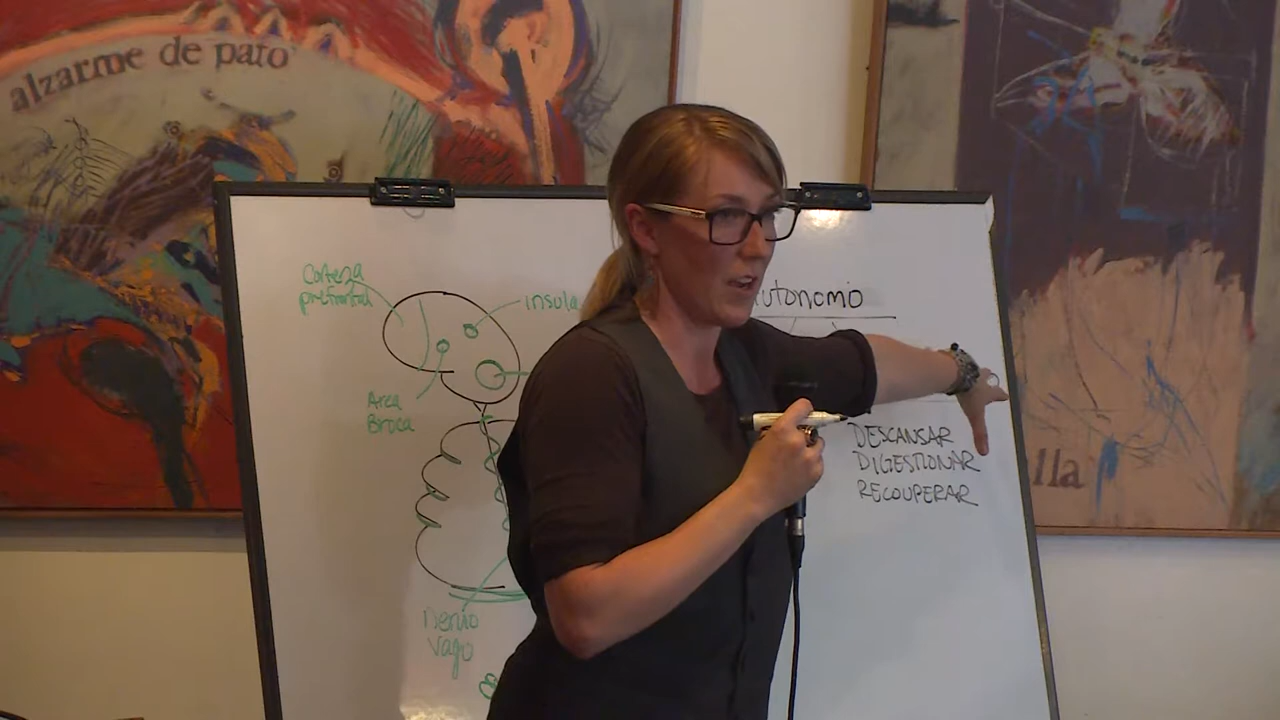 alzarme de pato
Corteza
prefrontal
insula
Area
Broca
Nervio
Vago
utonomo
DESCANSAR
DIGESTIONAR
RECOUPERAR
lla